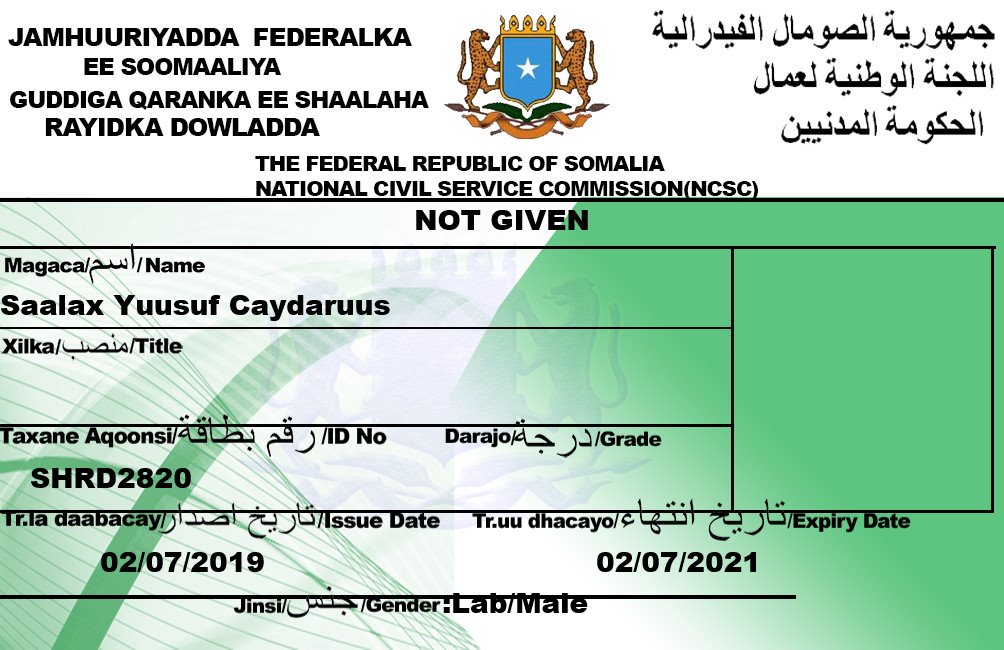 JAMHUURIYADDA FEDERALKA
EE SOOMAALIYA
GUDDIGA QARANKA EE SHAALAHA
RAYIDKA DOWLADDA
جمهورية الصومال الفيدرالية
اللجنة الوطنية لعمال
الحكومة المدنيين
THE FEDERAL REPUBLIC OF SOMALIA
NATIONAL CIVIL SERVICE COMMISSION(NCSC)
NOT GIVEN
Magaca/اسم/Name
Saalax Yuusuf Caydaruus
Xilka/منصب/Title
Taxane Aqoonsi/رقم بطاقة/ID No
Darajo/درجة/Grade
SHRD2820
Tr.la daabacay/تاريخ اصدار/Issue Date
Tr.uu dhacayo/تاريخ انتهاء/Expiry Date
02/07/2019
02/07/2021
Jinsi/جنس/Gender:Lab/Male